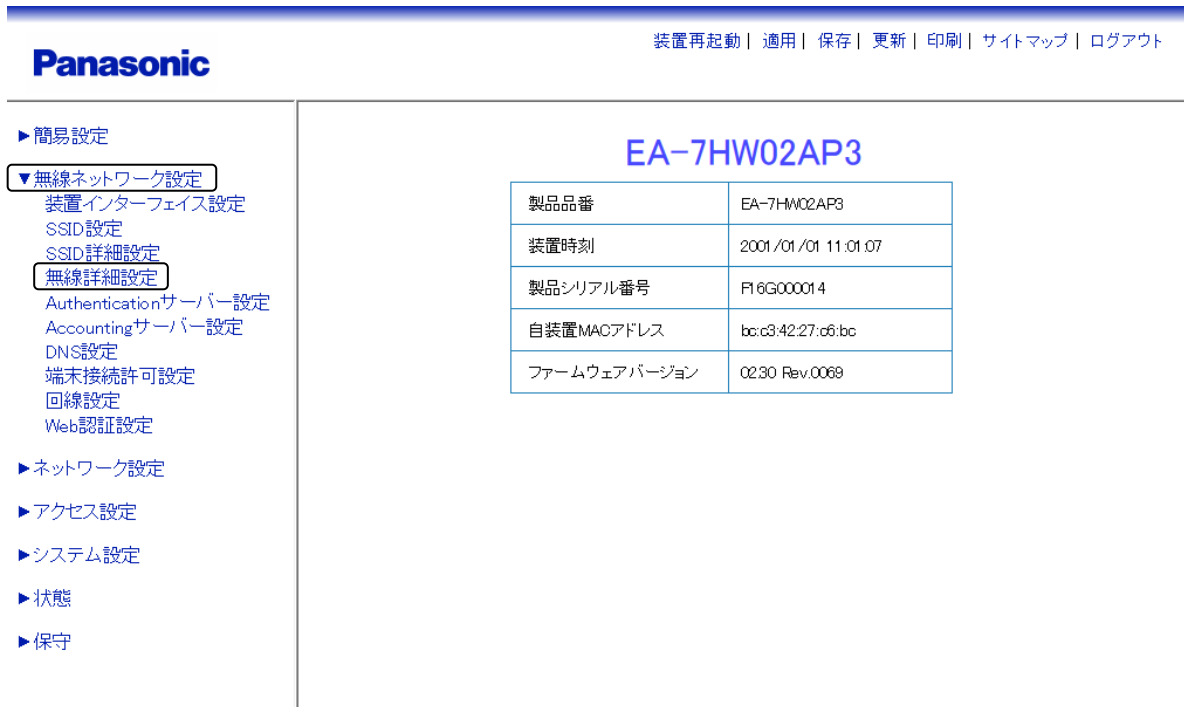 装置再起動| 適用| 保存| 更新| 印刷| サイトマップ| ログアウト
Panasonic
▶簡易設定
▼無線ネットワーク設定
装置インターフェイス設定
SSID設定
SSID詳細設定
無線詳細設定
Authenticationサーバー設定
Accountingサーバー設定
DNS設定
端末接続許可設定
回線設定
Web認証設定
▶ネットワーク設定
▶アクセス設定
▶システム設定
▶状態
▶保守
EA-7HW02AP3
製品品番 EA-7HW02AP3
装置時刻 2001/01/01 11:01:07
製品シリアル番号 F16G000014
自装置MACアドレス bc:c3:42:27:c6:bc
ファームウェアバージョン 02.30 Rev.0069